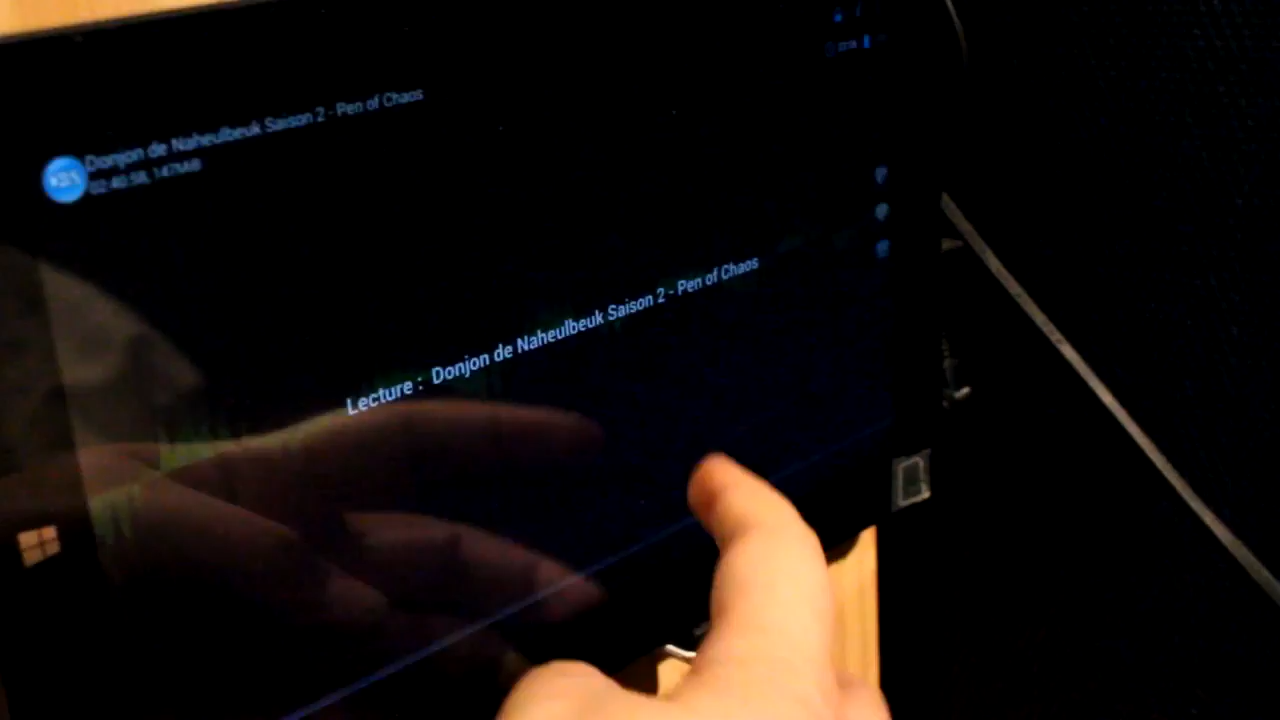 Donjon de Naheulbeuk Saison 2 - Pen of Chaos
02:40:58, 147MiB
Lecture : Donjon de Naheulbeuk Saison 2 - Pen of Chaos